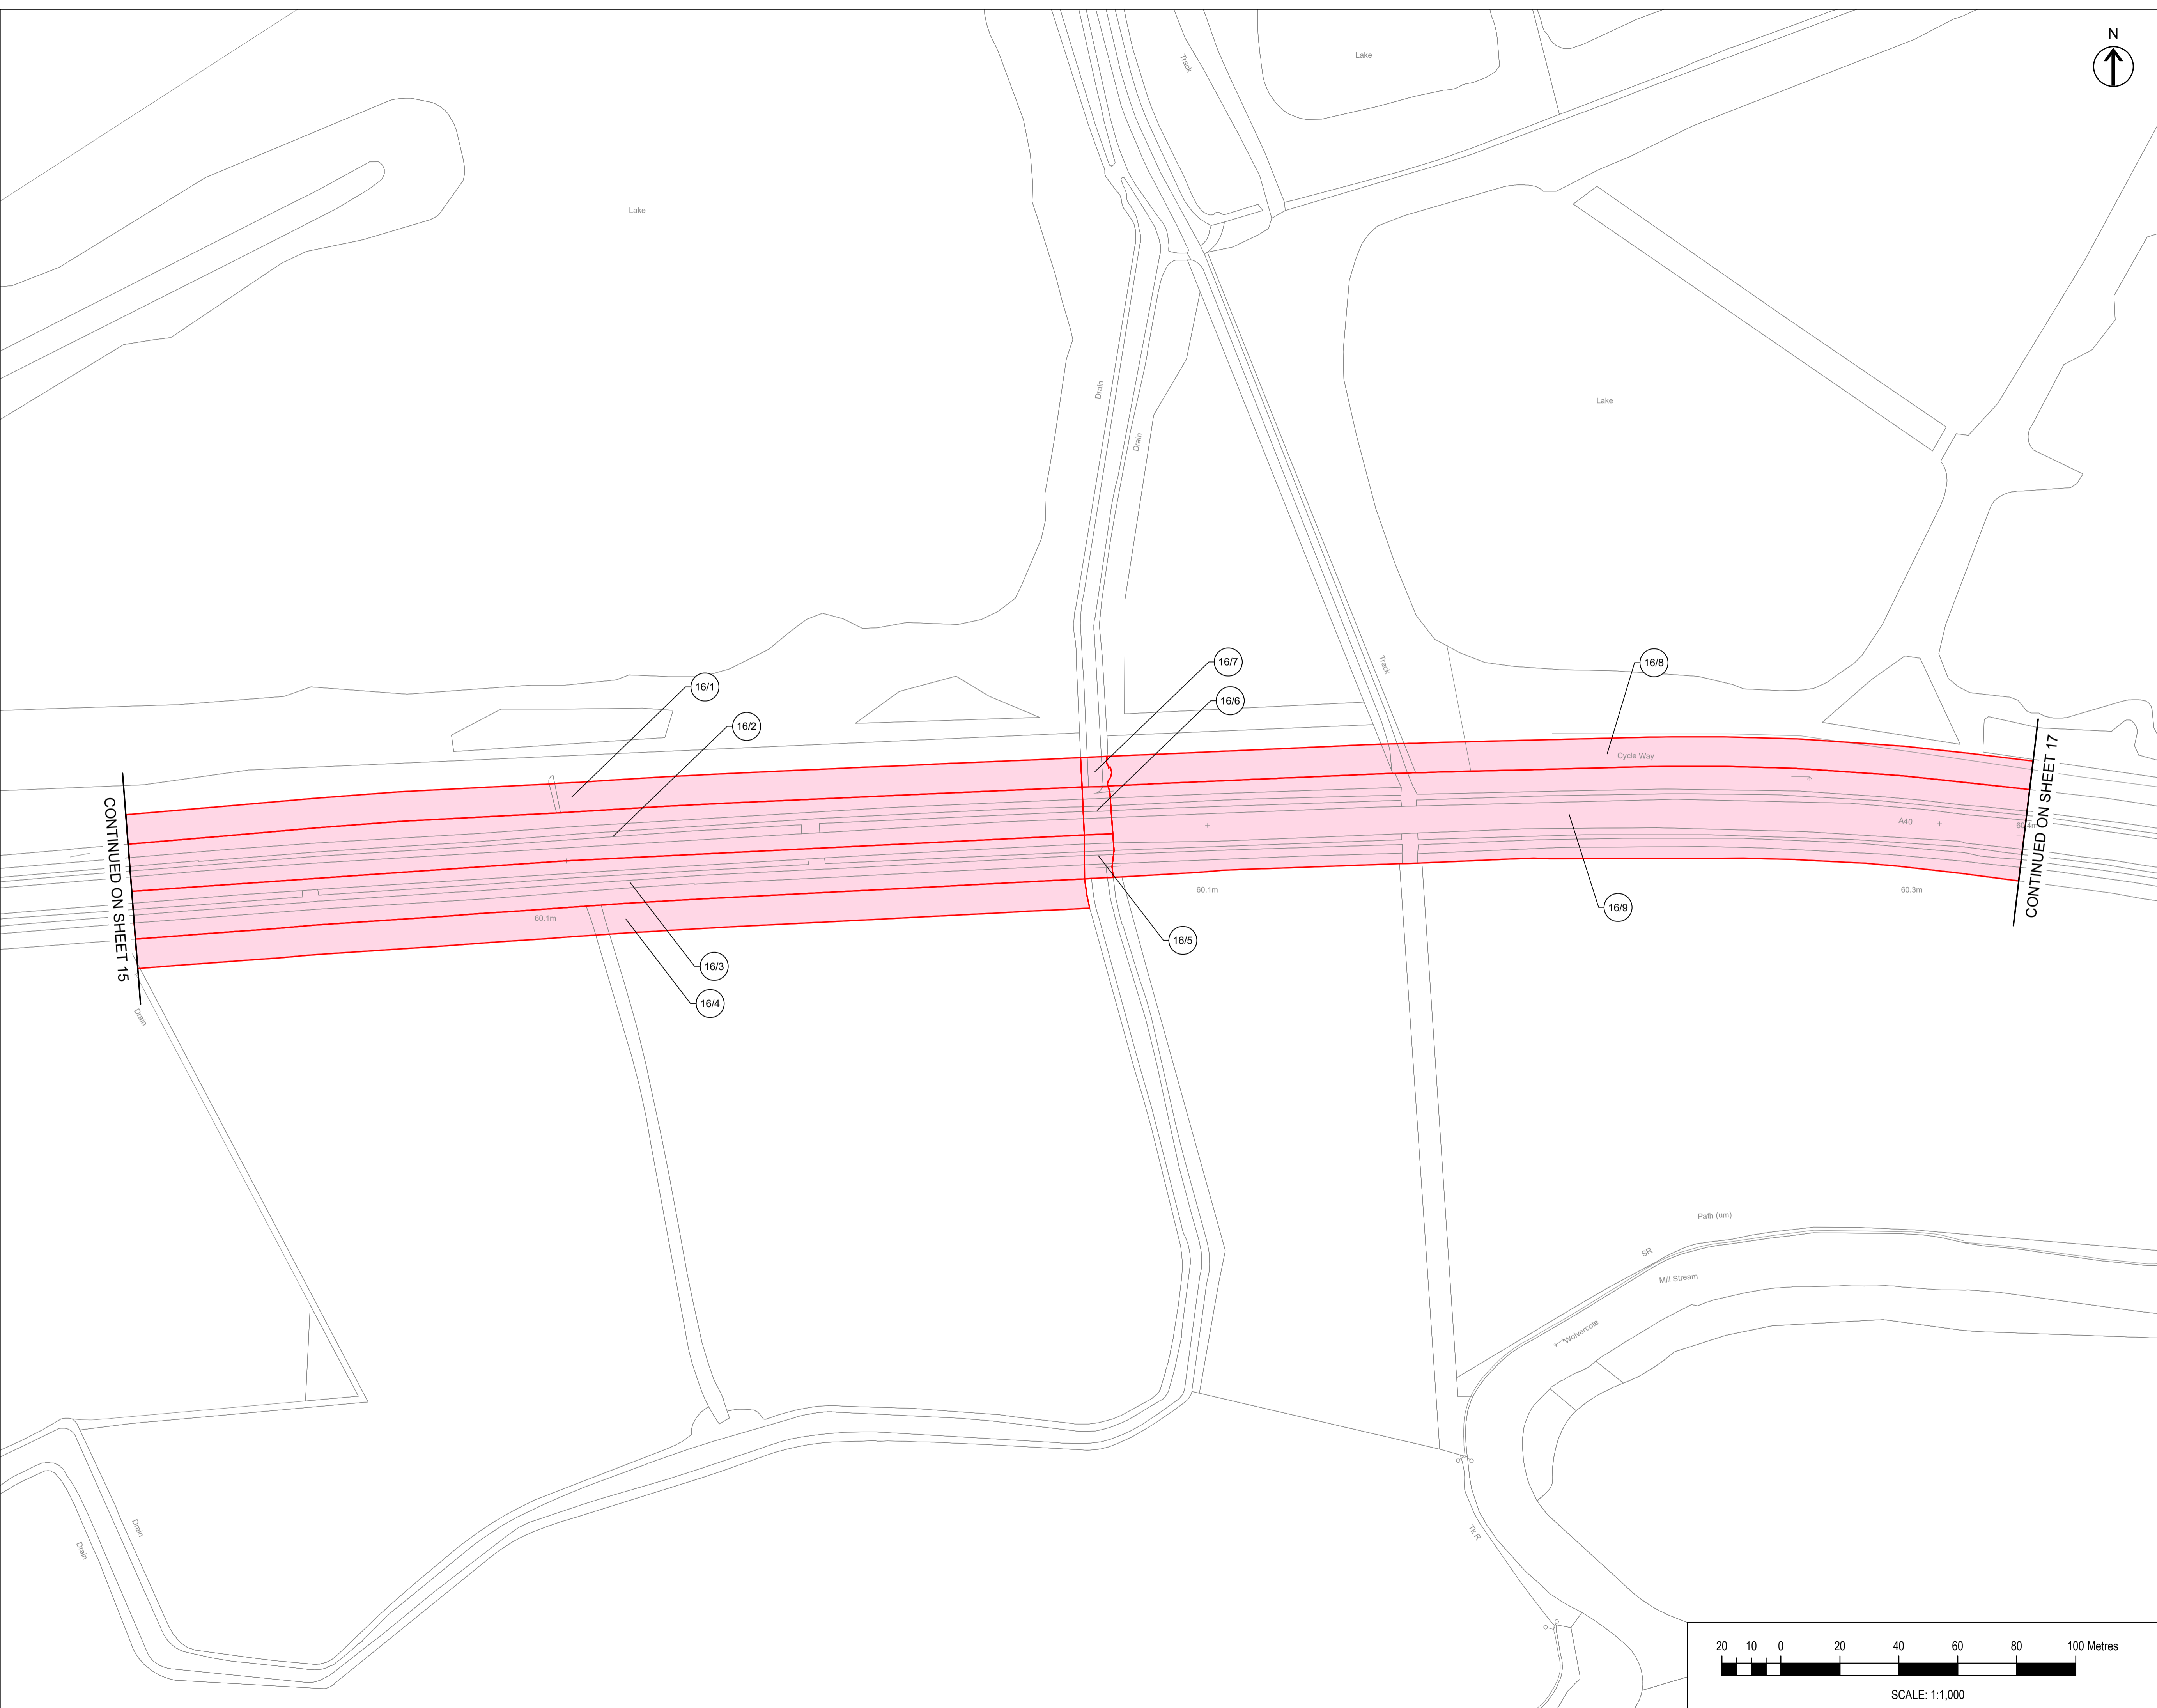 N
Track
Lake
Lake
Drain
Lake
Drain
16/7
16/8
Track
16/1
16/6
16/2
Cycle Way
CONTINUED ON SHEET 15
CONTINUED ON SHEET 17
A40
60.4m
60.1m
60.3m
60.1m
16/9
16/5
16/3
16/4
Drain
Path (um)
SR
Mill Stream
Wolvercote
Drain
Drain
Tk R
20 10 0 20 40 60 80 100 Metres
SCALE: 1:1,000